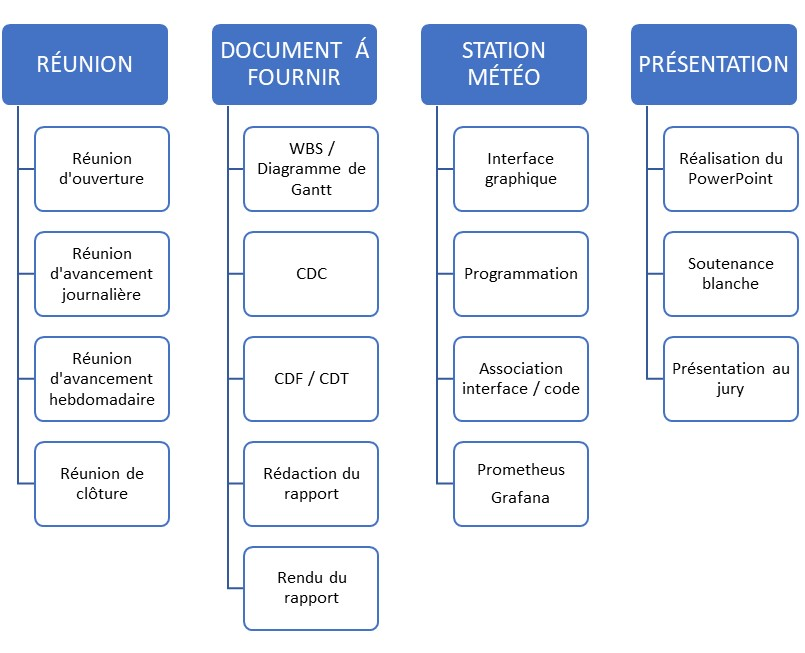 RÉUNION
Réunion
d'ouverture
Réunion
d'avancement
journalière
Réunion
d'avancement
hebdomadaire
Réunion de
clôture
DOCUMENT Á
FOURNIR
WBS /
Diagramme de
Gantt
CDC
CDF / CDT
Rédaction du
rapport
Rendu du
rapport
STATION
MÉTÉO
Interface
graphique
Programmation
Association
interface / code
Prometheus
Grafana
PRÉSENTATION
Réalisation du
PowerPoint
Soutenance
blanche
Présentation au
jury